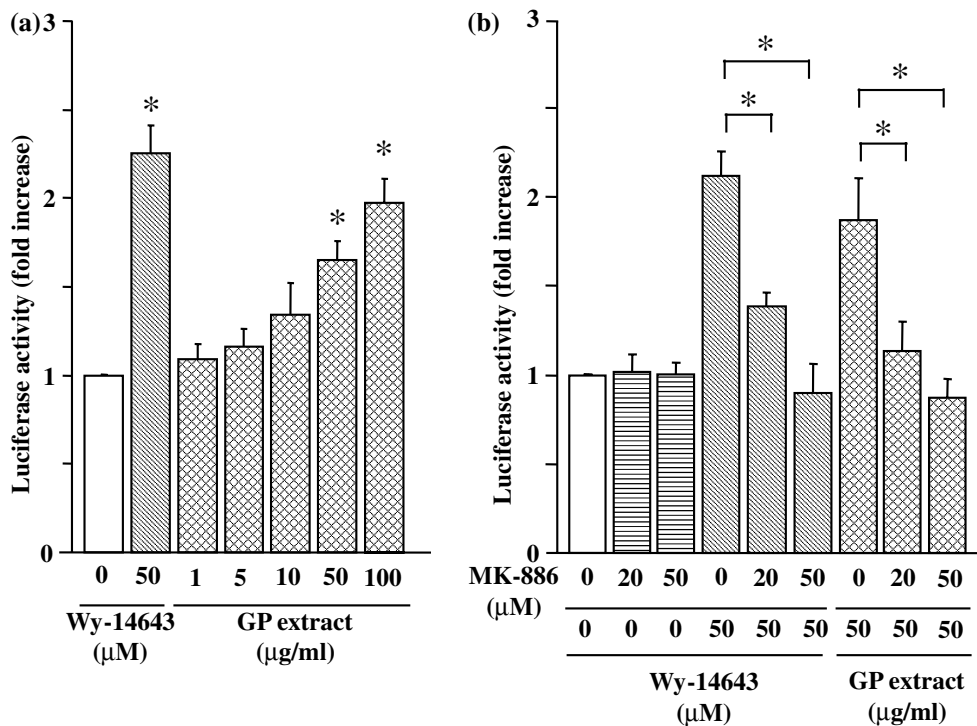 (a)
Luciferase activity (fold increase)
3
2
1
0
*
*
*
0 50 1 5 10 50 100
Wy-14643 GP extract
(μM) (μg/ml)
(b)
Luciferase activity (fold increase)
3
2
1
0
*
*
*
*
MK-886 0 20 50 0 20 50 0 20 50
(μM)
0 0 0 50 50 50 50 50 50
Wy-14643 GP extract
(μM) (μg/ml)